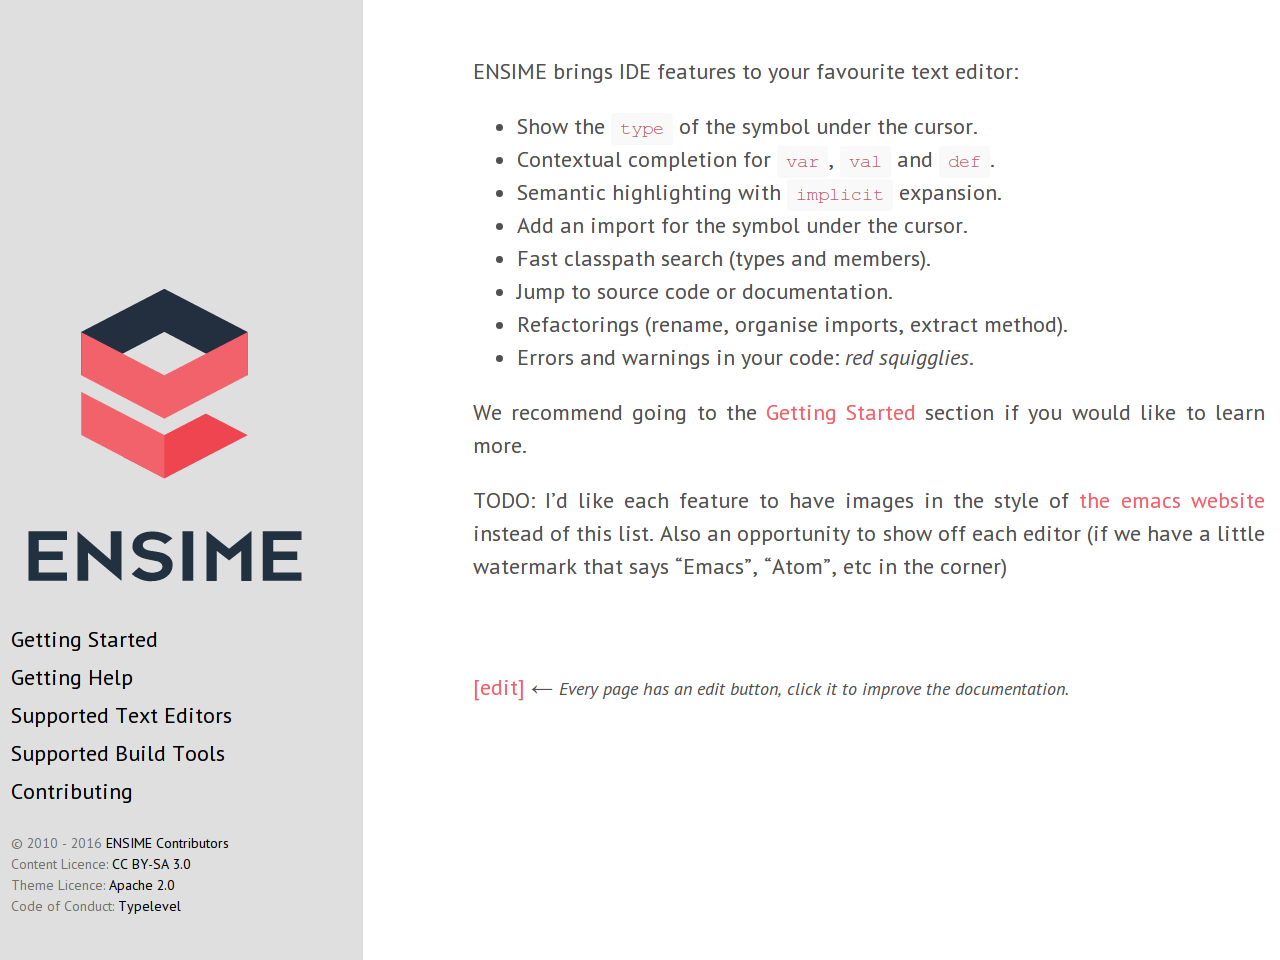 ENSIME
Getting Started
Getting Help
Supported Text Editors
Supported Build Tools
Contributing
© 2010 - 2016 ENSIME Contributors
Content Licence: CC BY-SA 3.0
Theme Licence: Apache 2.0
Code of Conduct: Typelevel
ENSIME brings IDE features to your favourite text editor:
• Show the type of the symbol under the cursor.
• Contextual completion for var, val and def.
• Semantic highlighting with implicit expansion.
• Add an import for the symbol under the cursor.
• Fast classpath search (types and members).
• Jump to source code or documentation.
• Refactorings (rename, organise imports, extract method).
• Errors and warnings in your code: red squigglies.
We recommend going to the Getting Started section if you would like to learn
more.
TODO: I’d like each feature to have images in the style of the emacs website
instead of this list. Also an opportunity to show off each editor (if we have a little
watermark that says “Emacs”, “Atom”, etc in the corner)
[edit] ← Every page has an edit button, click it to improve the documentation.